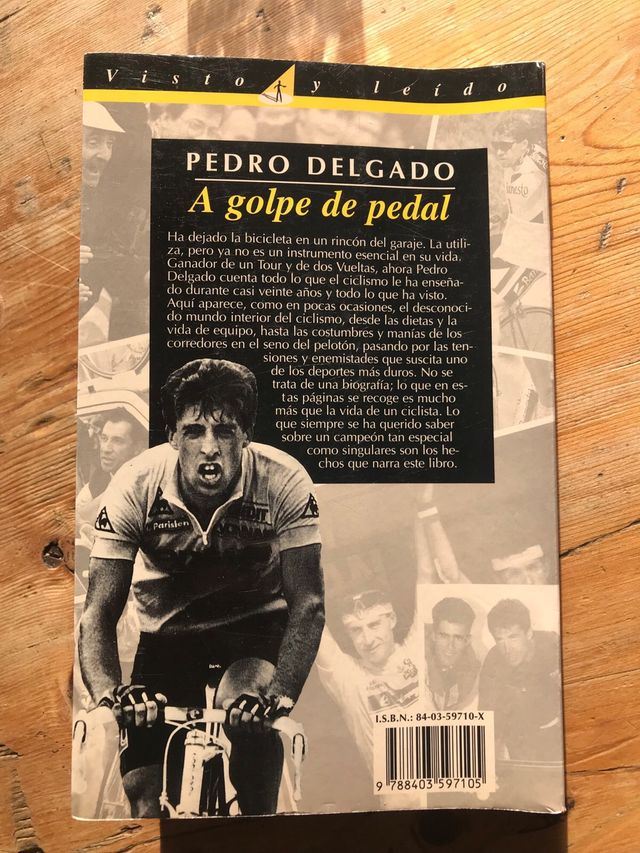 Visto y leído
PEDRO DELGADO
A golpe de pedal
Ha dejado la bicicleta en un rincón del garaje. La utili-
za, pero ya no es un instrumento esencial en su vida.
Ganador de un Tour y de dos Vueltas, ahora Pedro
Delgado cuenta todo lo que el ciclismo le ha enseña-
do durante casi veinte años y todo lo que ha visto.
Aquí aparece, como en pocas ocasiones, el desconoci-
do mundo interior del ciclismo, desde las dietas y la
vida de equipo, hasta las costumbres y manías de los
corredores en el seno del pelotón, pasando por las ten-
siones y enemistades que suscita uno
de los deportes más duros. No se
trata de una biografía; lo que en es-
tas páginas se recoge es mucho
más que la vida de un ciclista. Lo
que siempre se ha querido saber
sobre un campeón tan especial
como singulares son los he-
chos que narra este libro.
Parisien
I.S.B.N.: 84-03-59710-X
9 788403 597105